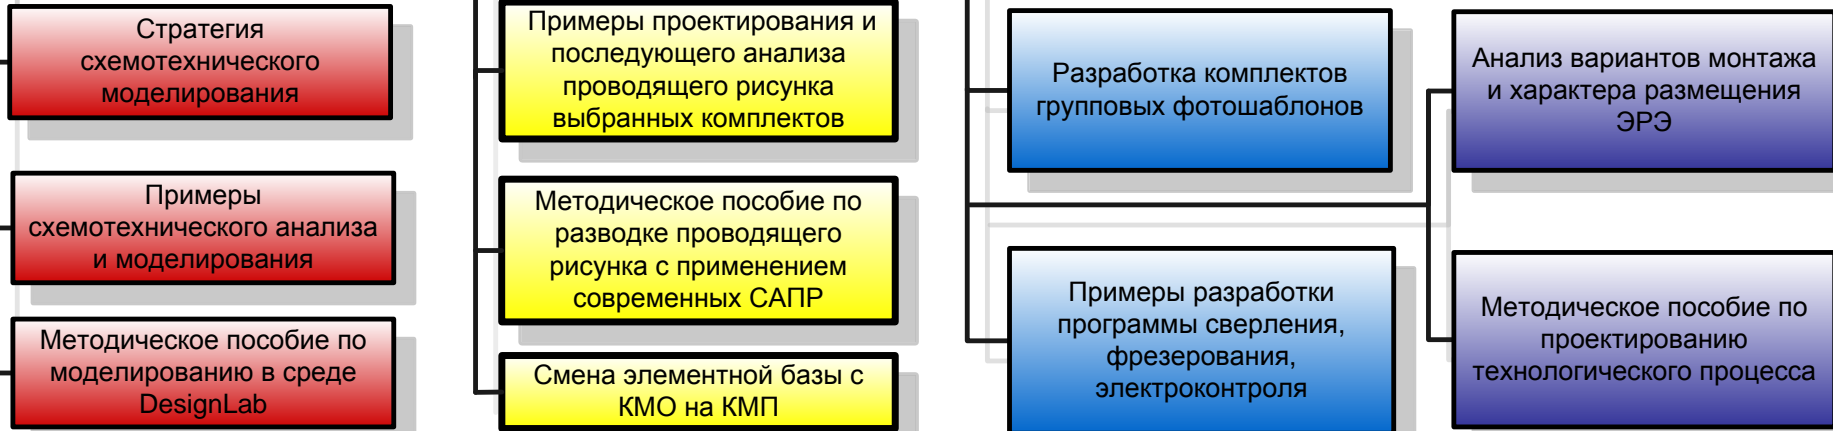 Стратегия
схемотехнического
моделирования
Примеры
схемотехнического анализа
и моделирования
Методическое пособие по
моделированию в среде
DesignLab
Примеры проектирования и
последующего анализа
проводящего рисунка
выбранных комплектов
Методическое пособие по
разводке проводящего
рисунка с применением
современных САПР
Смена элементной базы с
КМО на КМП
Разработка комплектов
групповых фотошаблонов
Примеры разработки
программы сверления,
фрезерования,
электроконтроля
Анализ вариантов монтажа
и характера размещения
ЭРЭ
Методическое пособие по
проектированию
технологического процесса